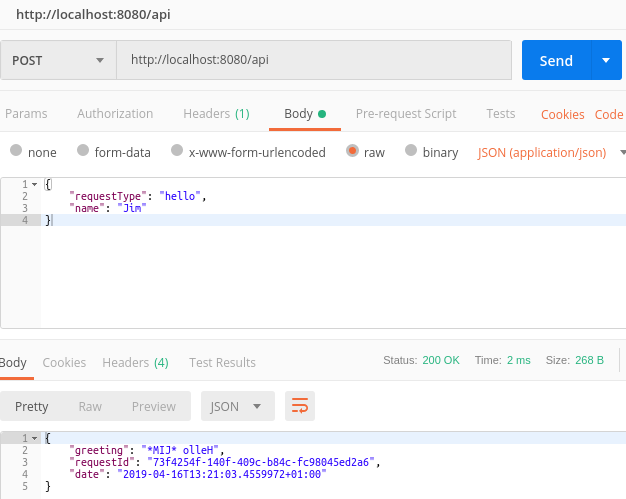 http://localhost:8080/api
POST http://localhost:8080/api Send
Params Authorization Headers (1) Body Pre-request Script Tests Cookies Code
none form-data x-www-form-urlencoded raw binary JSON (application/json)
1 {
2 "requestType": "hello",
3 "name": "Jim"
4 }
Body Cookies Headers (4) Test Results Status: 200 OK Time: 2 ms Size: 268 B
Pretty Raw Preview JSON
1 {
2 "greeting": "*MIJ* olleH",
3 "requestId": "73f4254f-140f-409c-b84c-fc98045ed2a6",
4 "date": "2019-04-16T13:21:03.4559972+01:00"
5 }